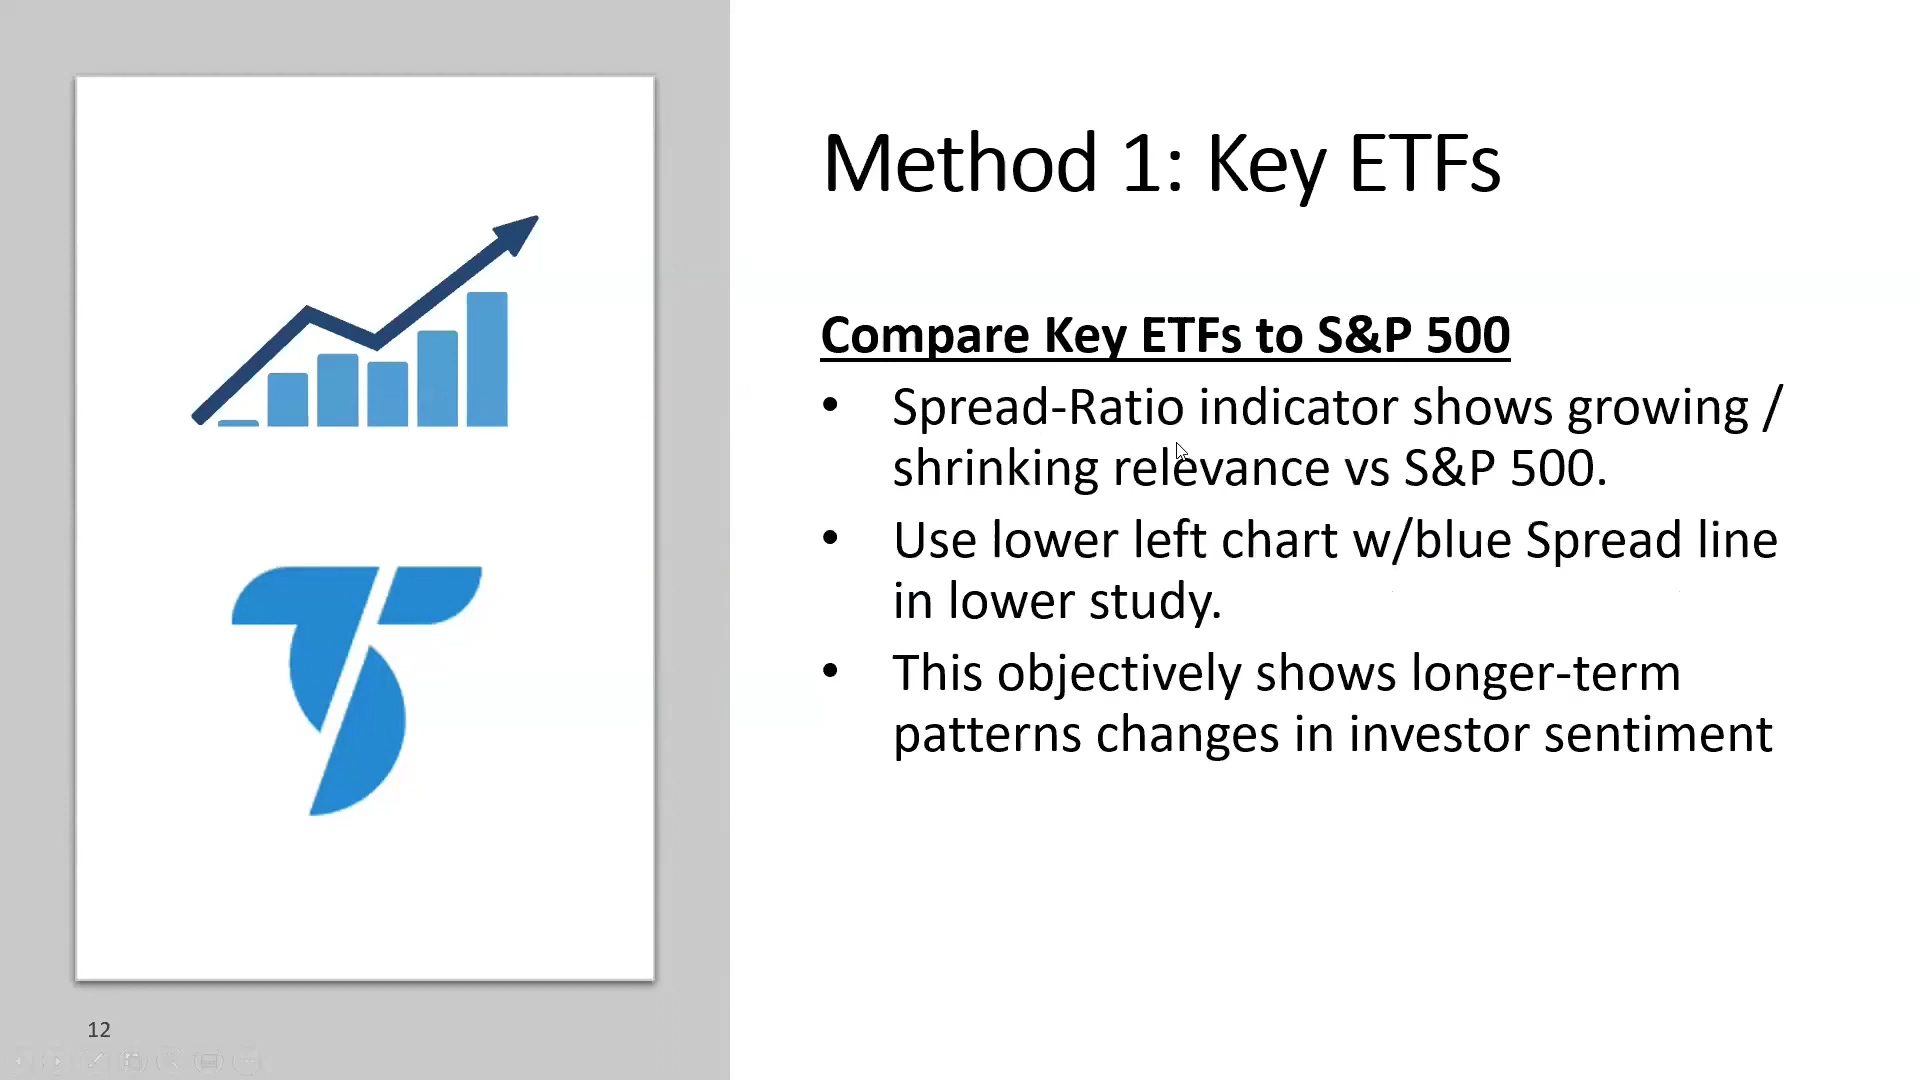 Method 1: Key ETFs
Compare Key ETFs to S&P 500
• Spread-Ratio indicator shows growing /
shrinking relevance vs S&P 500.
• Use lower left chart w/blue Spread line
in lower study.
• This objectively shows longer-term
patterns changes in investor sentiment
12